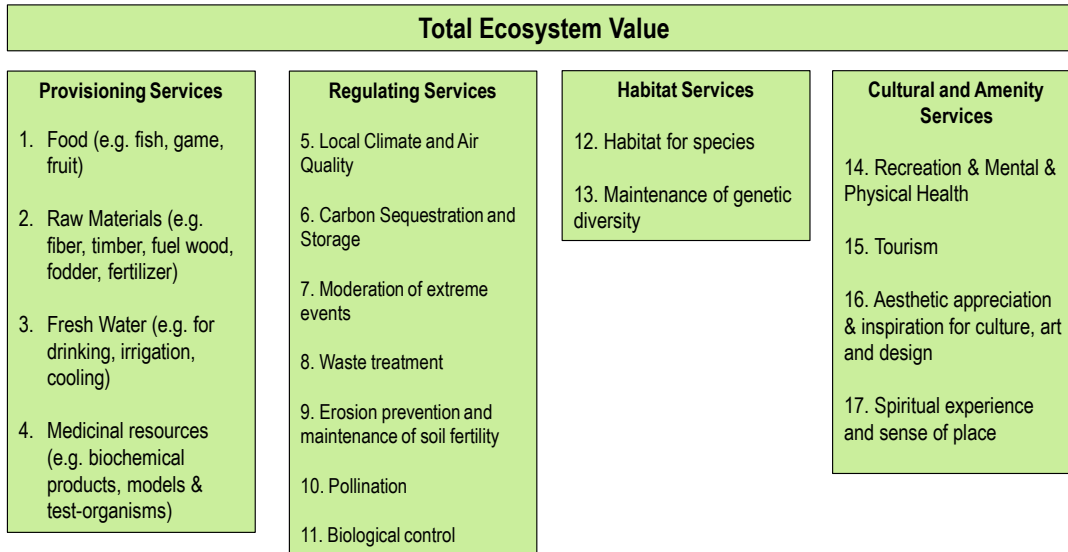 Total Ecosystem Value
Provisioning Services
1. Food (e.g. fish, game,
fruit)
2. Raw Materials (e.g.
fiber, timber, fuel wood,
fodder, fertilizer)
3. Fresh Water (e.g. for
drinking, irrigation,
cooling)
4. Medicinal resources
(e.g. biochemical
products, models &
test-organisms)
Regulating Services
5. Local Climate and Air
Quality
6. Carbon Sequestration and
Storage
7. Moderation of extreme
events
8. Waste treatment
9. Erosion prevention and
maintenance of soil fertility
10. Pollination
11. Biological control
Habitat Services
12. Habitat for species
13. Maintenance of genetic
diversity
Cultural and Amenity
Services
14. Recreation & Mental &
Physical Health
15. Tourism
16. Aesthetic appreciation
& inspiration for culture, art
and design
17. Spiritual experience
and sense of place